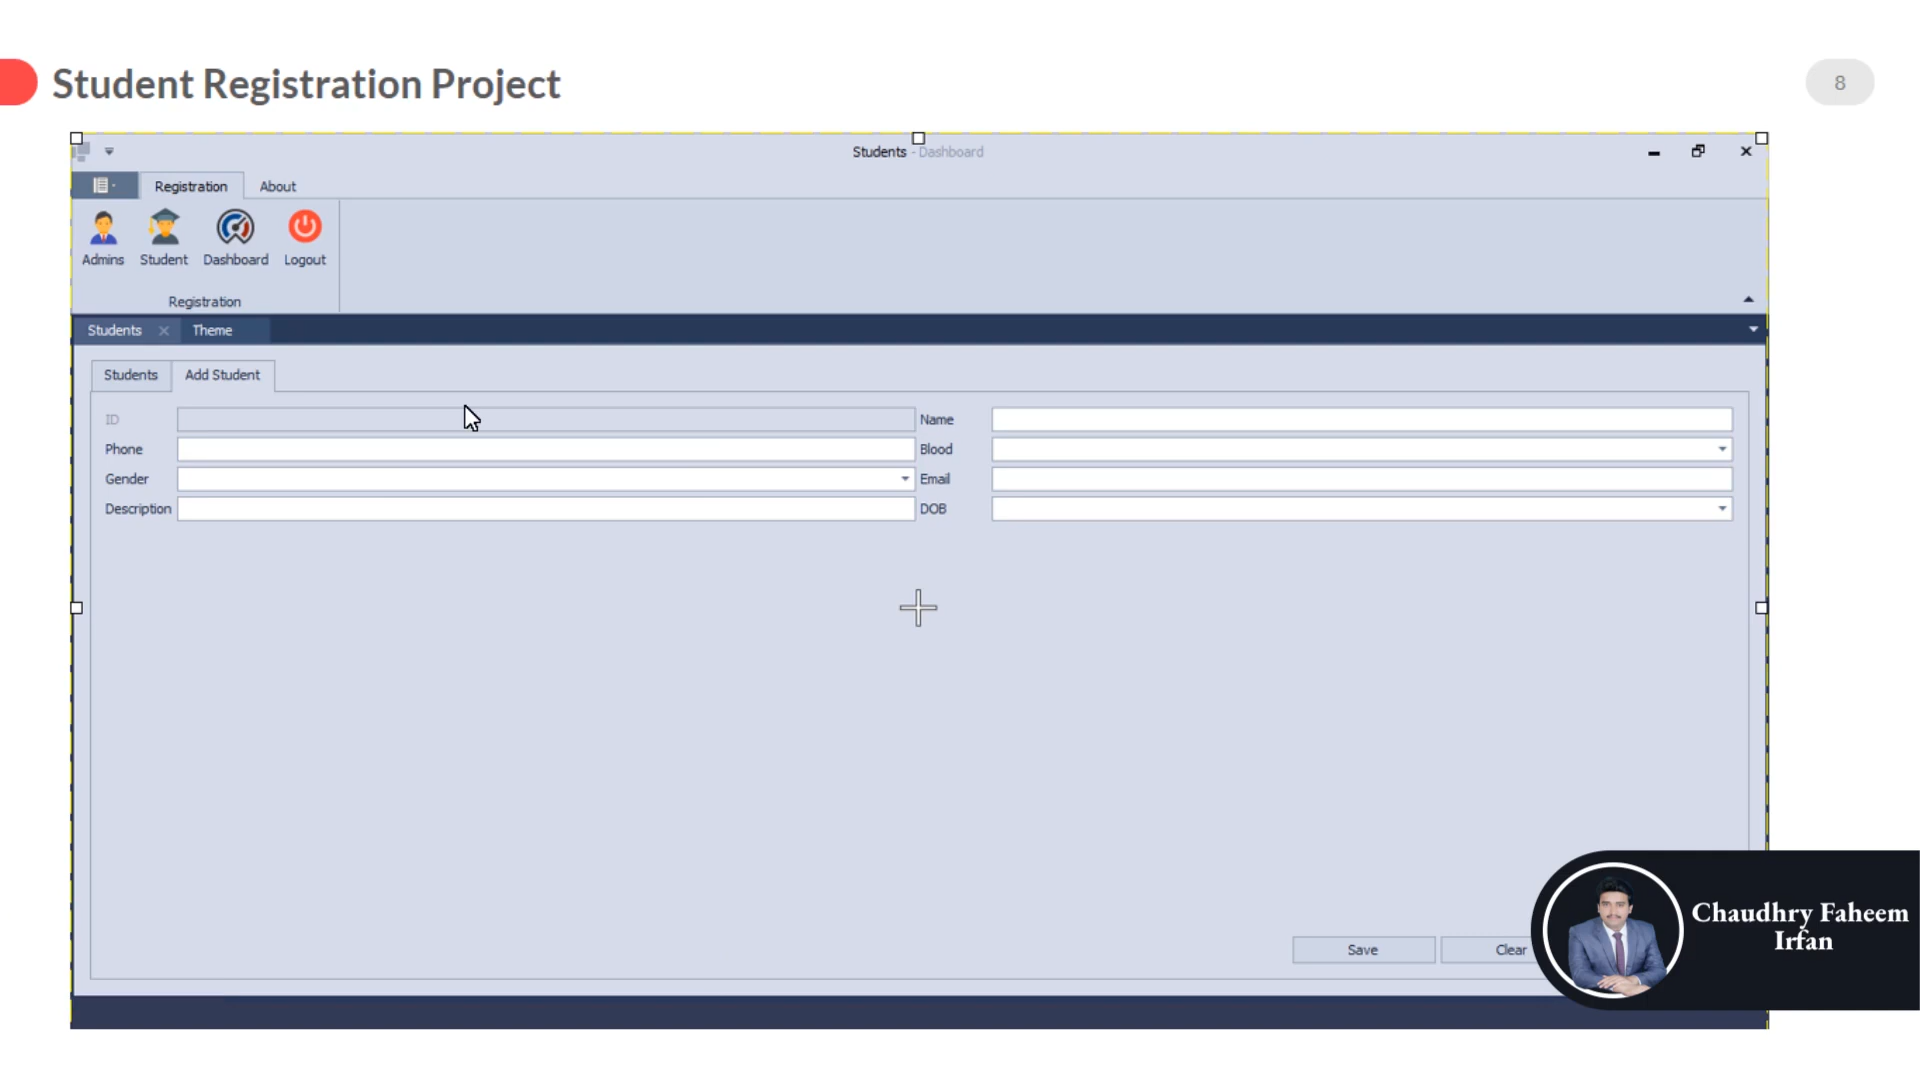 Student Registration Project
8
Students - Dashboard
Registration About
Admins Student Dashboard Logout
Registration
Students Theme
Students Add Student
ID Name
Phone Blood
Gender Email
Description DOB
Save Clear
Chaudhry Faheem
Irfan